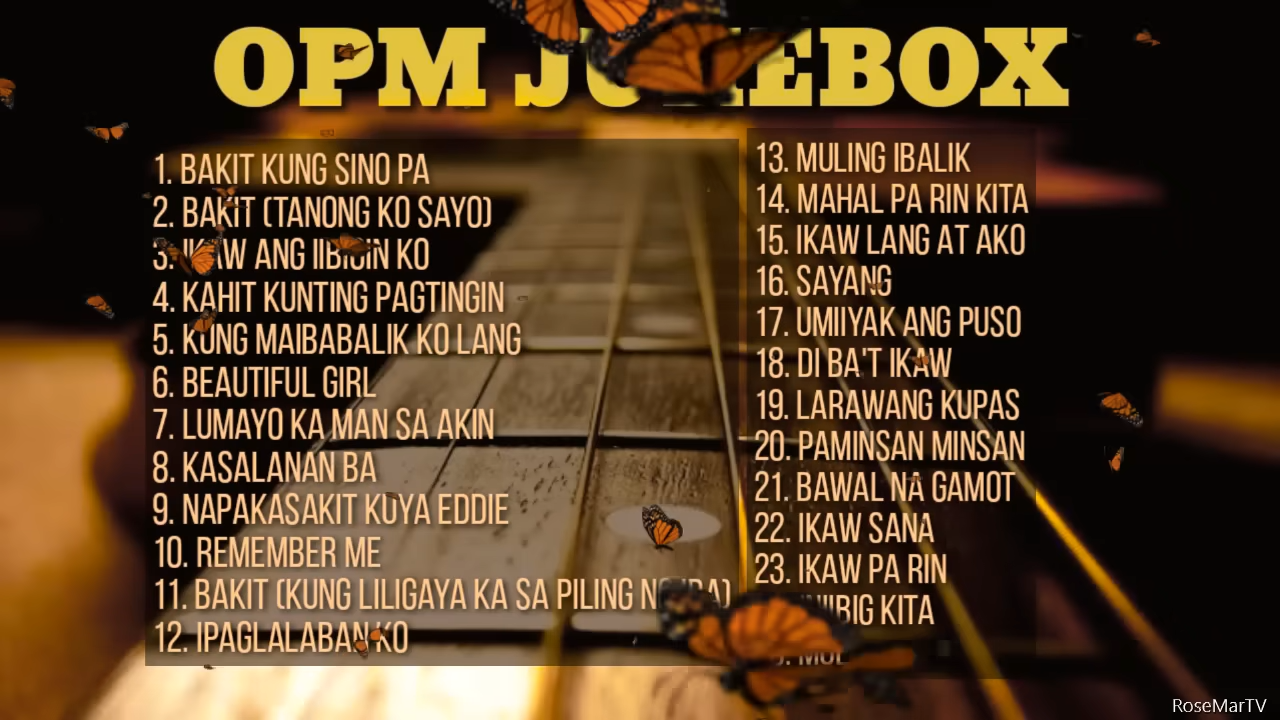 OPM JUKEBOX
1. BAKIT KUNG SINO PA
2. BAKIT (TANONG KO SAYO)
3. IKAW ANG IIBIGIN KO
4. KAHIT KUNTING PAGTINGIN
5. KUNG MAIBABALIK KO LANG
6. BEAUTIFUL GIRL
7. LUMAYO KA MAN SA AKIN
8. KASALANAN BA
9. NAPAKASAKIT KUYA EDDIE
10. REMEMBER ME
11. BAKIT (KUNG LILIGAYA KA SA PILING NG IBA)
12. IPAGLALABAN KO
13. MULING IBALIK
14. MAHAL PA RIN KITA
15. IKAW LANG AT AKO
16. SAYANG
17. UMIIYAK ANG PUSO
18. DI BA'T IKAW
19. LARAWANG KUPAS
20. PAMINSAN MINSAN
21. BAWAL NA GAMOT
22. IKAW SANA
23. IKAW PA RIN
KITA
RoseMarTV